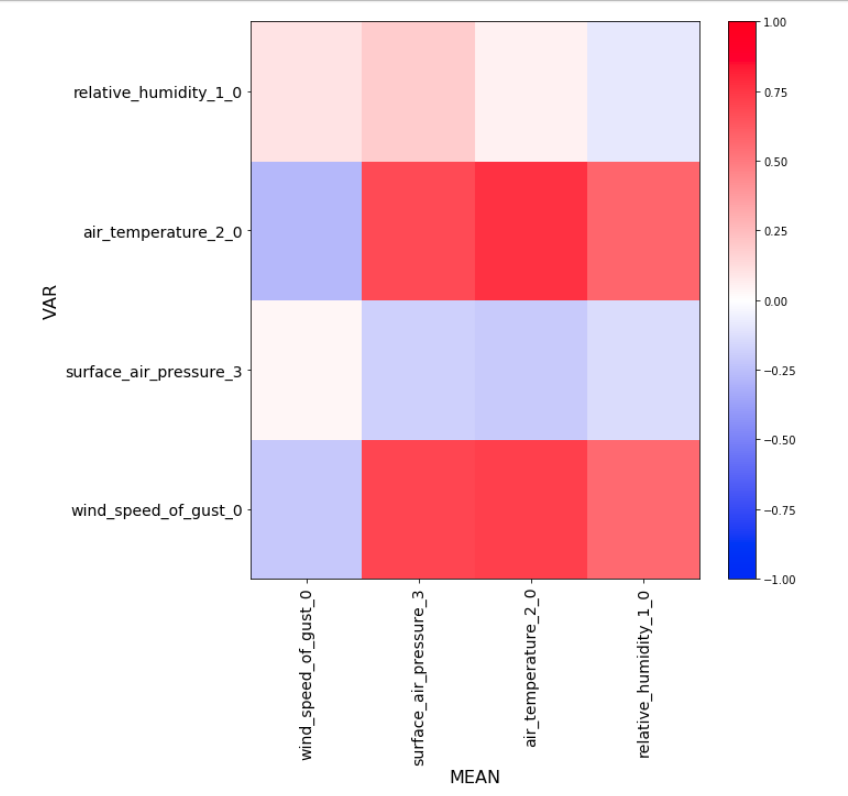 relative_humidity_1_0
air_temperature_2_0
surface_air_pressure_3
wind_speed_of_gust_0
VAR
wind_speed_of_gust_0
surface_air_pressure_3
air_temperature_2_0
relative_humidity_1_0
MEAN
1.00
0.75
0.50
0.25
0.00
−0.25
−0.50
−0.75
−1.00